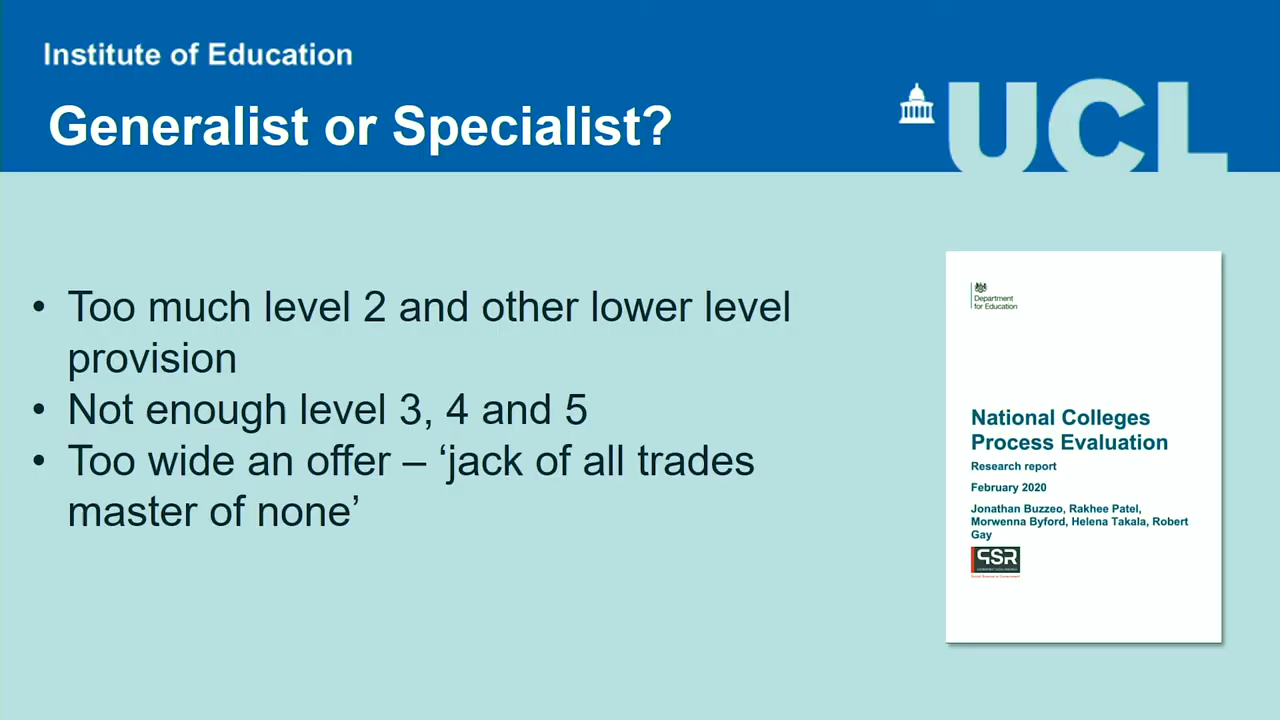 Institute of Education
Generalist or Specialist?
UCL
• Too much level 2 and other lower level
provision
• Not enough level 3, 4 and 5
• Too wide an offer – ‘jack of all trades
master of none’
Department
for Education
National Colleges
Process Evaluation
Research report
February 2020
Jonathan Buzzeo, Rakhee Patel,
Morwenna Byford, Helena Takala, Robert
Gay
GSR